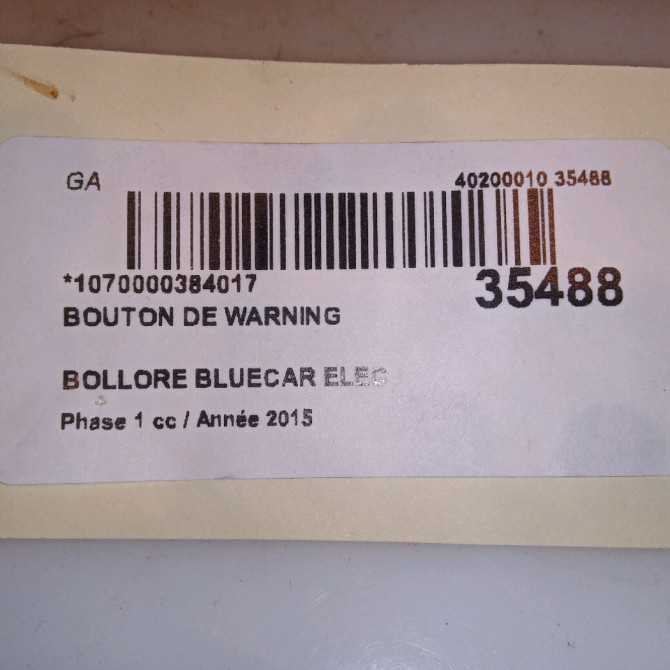 GA 40200010 35488
*1070000384017 35488
BOUTON DE WARNING
BOLLORE BLUECAR ELEC
Phase 1 cc / Année 2015